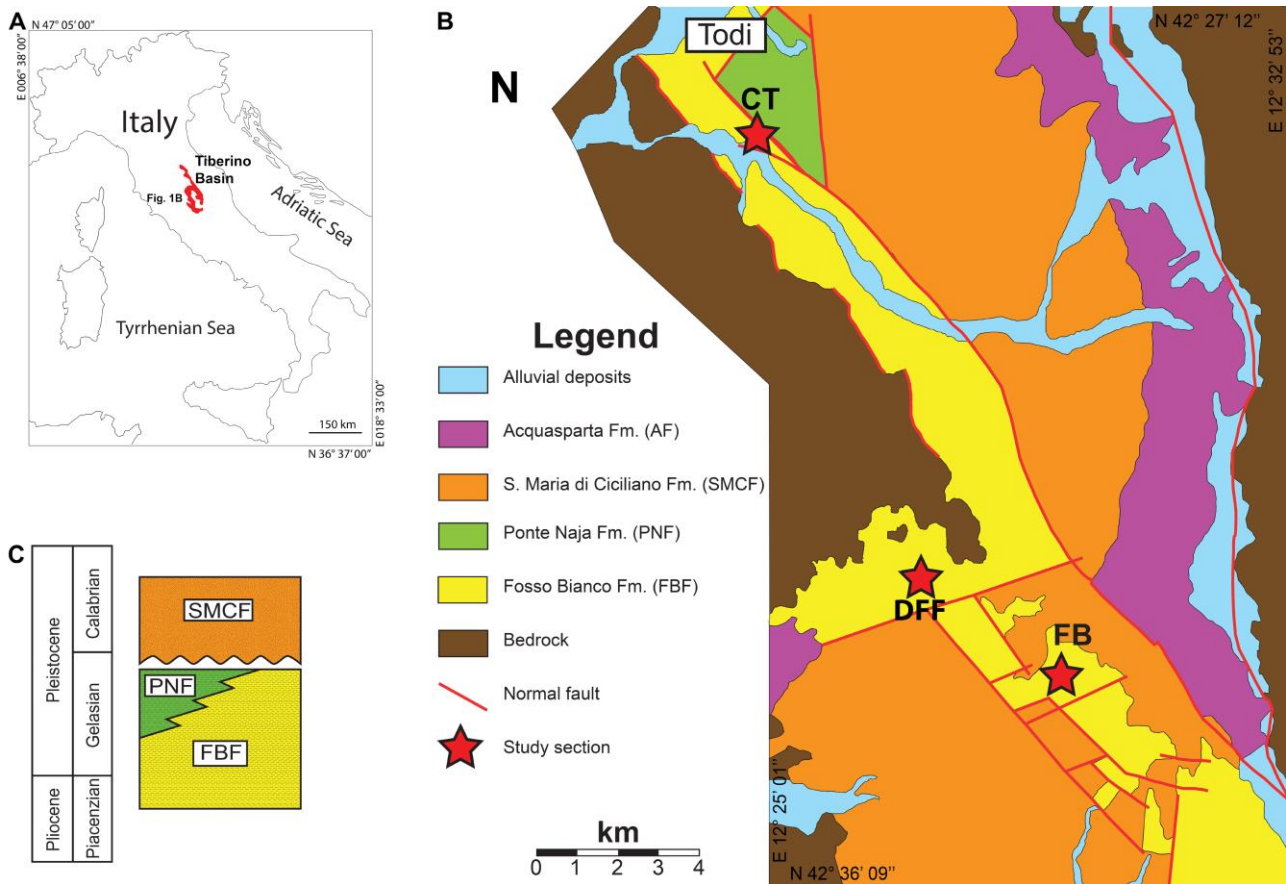 A
N 47° 05' 00"
E 006° 38' 00"
Italy
Tiberino
Basin
Fig. 1B
Adriatic Sea
Tyrrhenian Sea
150 km
E 018° 33' 00"
N 36° 37' 00"
B
Todi
N 42° 27' 12"
E 12° 32' 53"
N
CT
DFF
FB
Legend
Alluvial deposits
Acquasparta Fm. (AF)
S. Maria di Ciciliano Fm. (SMCF)
Ponte Naja Fm. (PNF)
Fosso Bianco Fm. (FBF)
Bedrock
Normal fault
Study section
km
0 1 2 3 4
E 12° 25' 01"
N 42° 36' 09"
C
Pleistocene
Pliocene
Calabrian
Gelasian
Piacenzian
SMCF
PNF
FBF